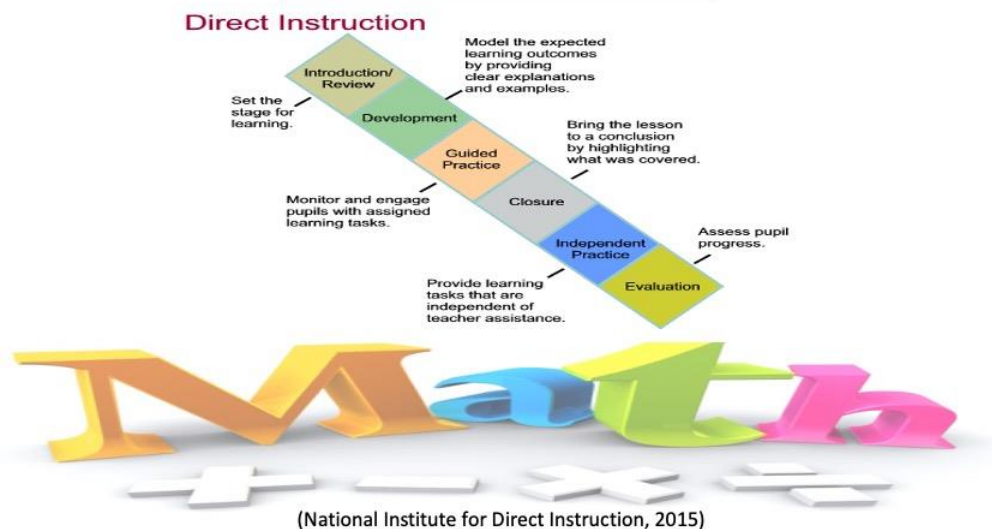 Direct Instruction
Introduction/
Review
Set the
stage for
learning.
Model the expected
learning outcomes
by providing
clear explanations
and examples.
Development
Guided
Practice
Monitor and engage
pupils with assigned
learning tasks.
Bring the lesson
to a conclusion
by highlighting
what was covered.
Closure
Independent
Practice
Provide learning
tasks that are
independent of
teacher assistance.
Assess pupil
progress.
Evaluation
Math
+ − × ÷
(National Institute for Direct Instruction, 2015)